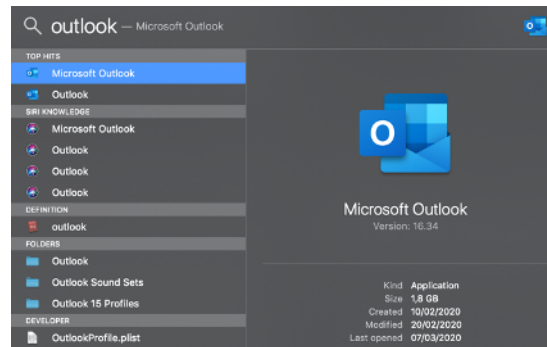 outlook — Microsoft Outlook
TOP HITS
Microsoft Outlook
Outlook
SIRI KNOWLEDGE
Microsoft Outlook
Outlook
Outlook
Outlook
DEFINITION
outlook
FOLDERS
Outlook
Outlook Sound Sets
Outlook 15 Profiles
DEVELOPER
OutlookProfile.plist
O
Microsoft Outlook
Version: 16.34
Kind Application
Size 1,8 GB
Created 10/02/2020
Modified 20/02/2020
Last opened 07/03/2020